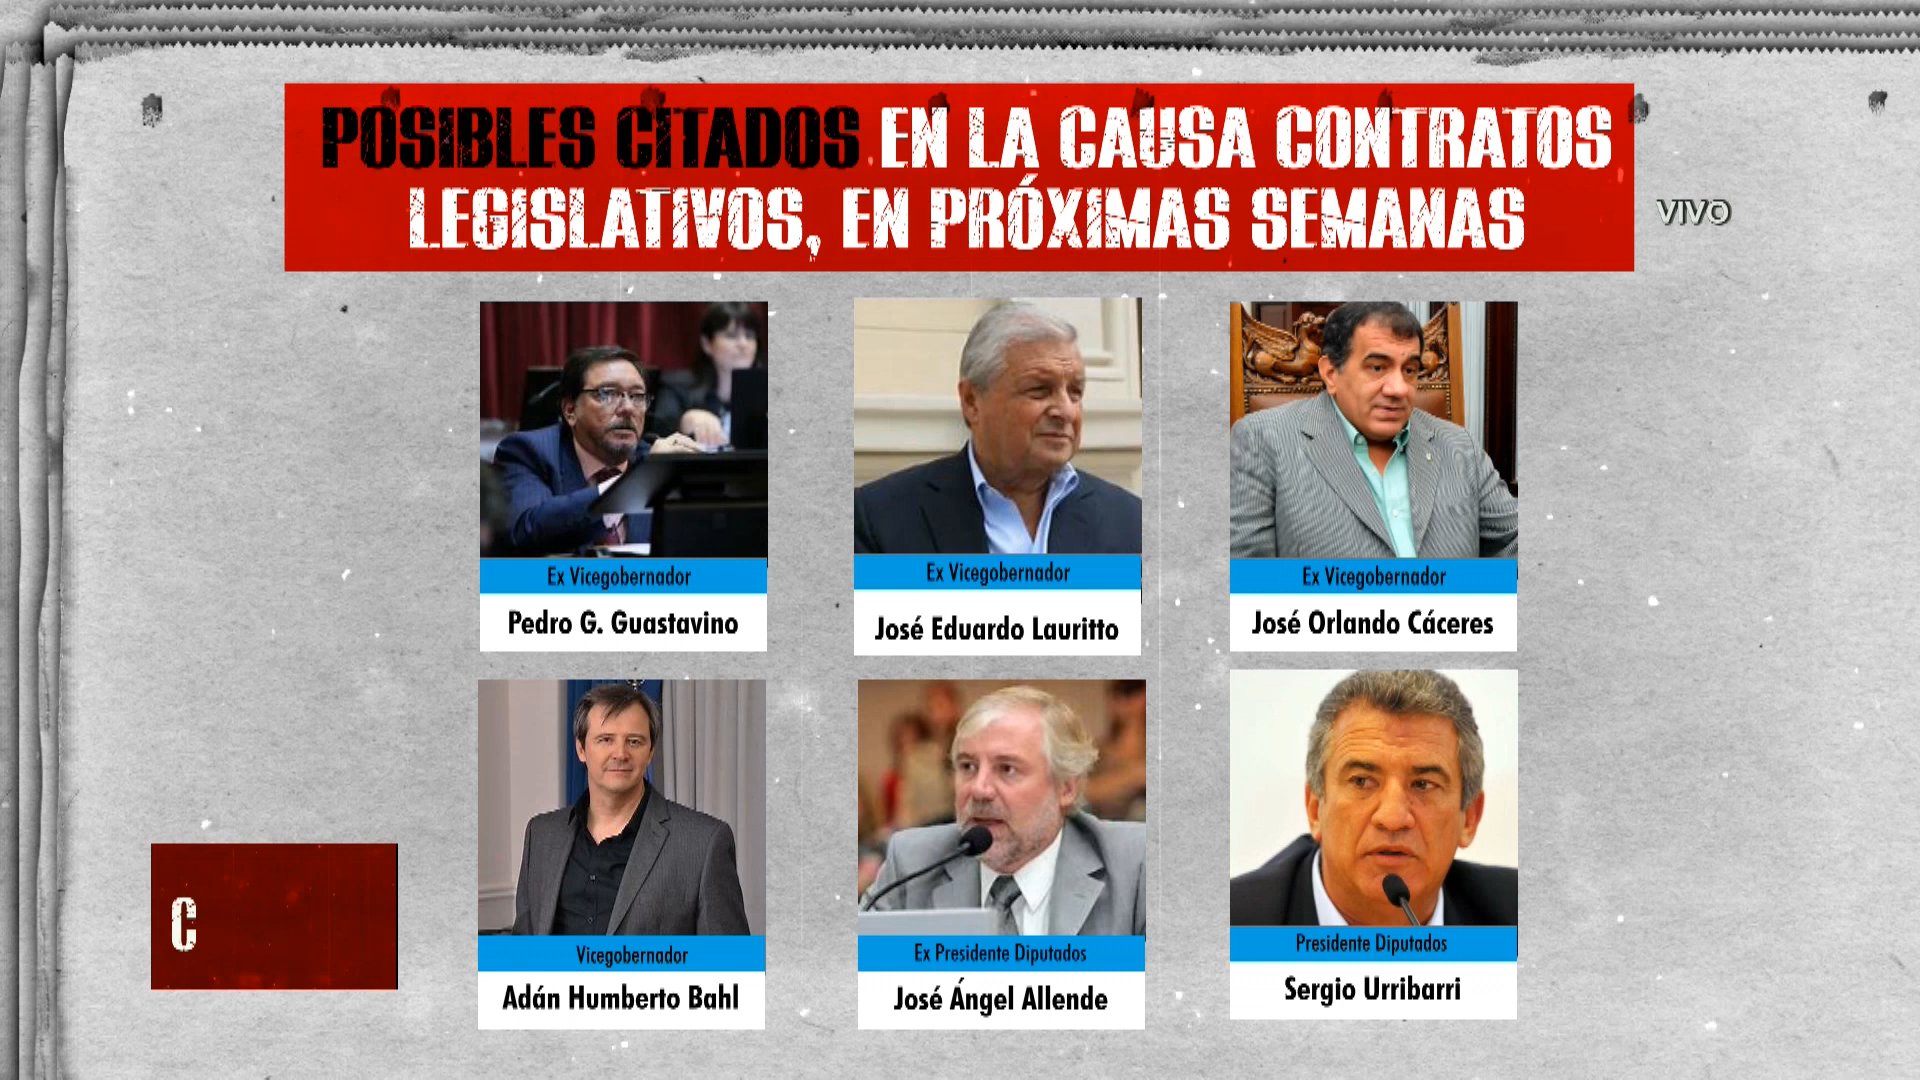 POSIBLES CITADOS EN LA CAUSA CONTRATOS
LEGISLATIVOS, EN PRÓXIMAS SEMANAS
VIVO
Ex Vicegobernador
Pedro G. Guastavino
Ex Vicegobernador
José Eduardo Lauritto
Ex Vicegobernador
José Orlando Cáceres
Vicegobernador
Adán Humberto Bahl
Ex Presidente Diputados
José Ángel Allende
Presidente Diputados
Sergio Urribarri
C